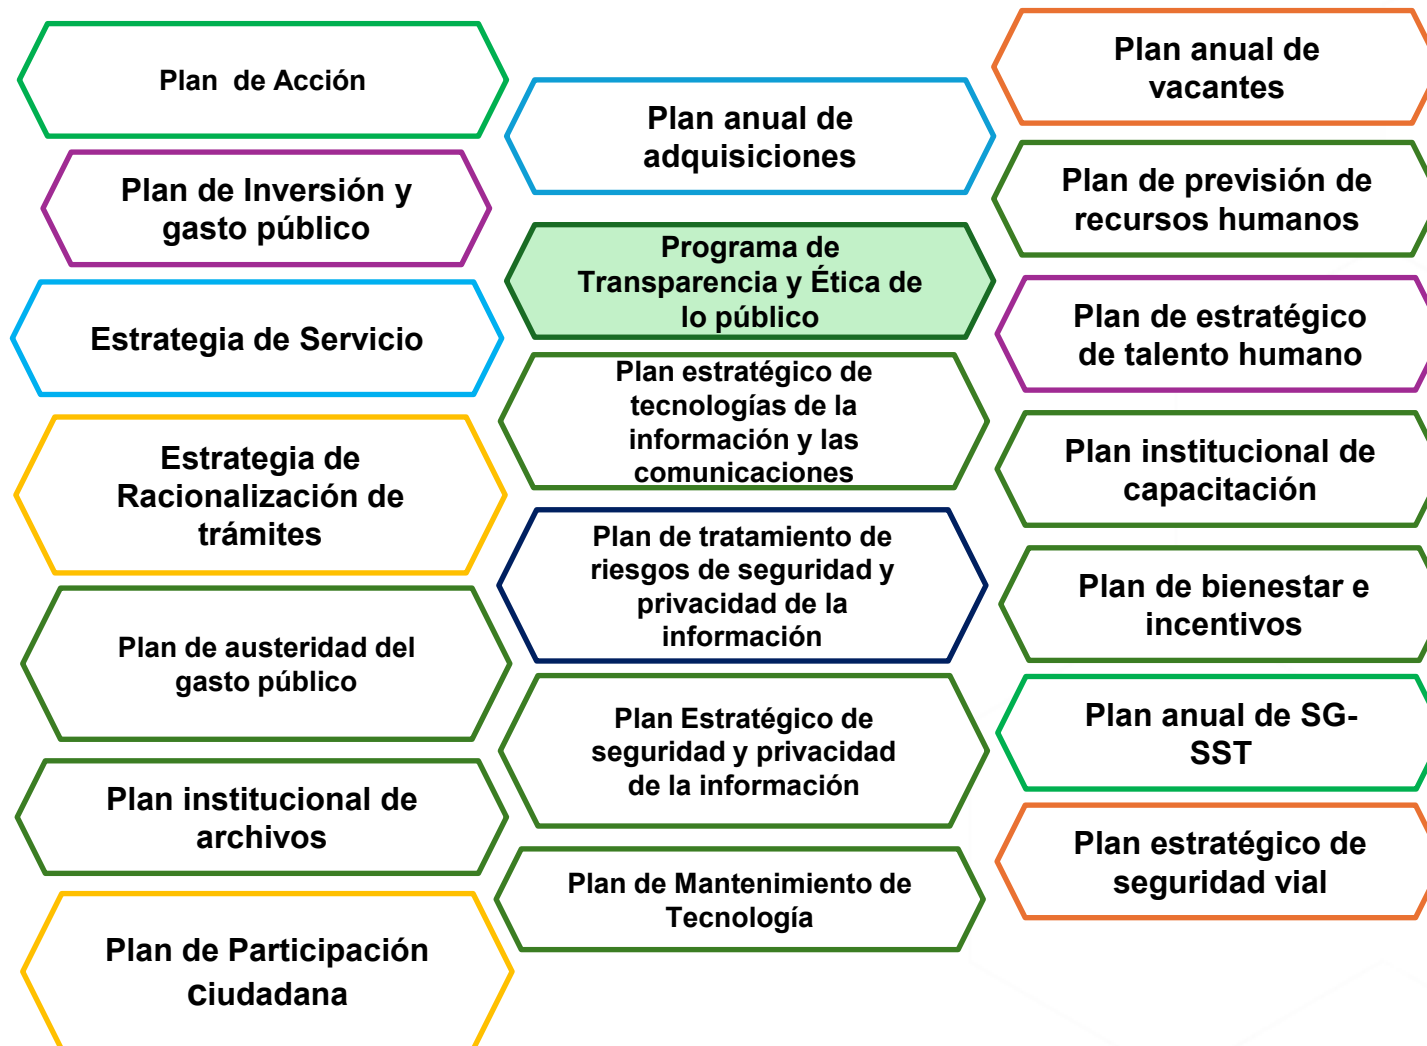 Plan  de Acción
Plan de Inversión y
gasto público
Estrategia de Servicio
Estrategia de
Racionalización de
trámites
Plan de austeridad del
gasto público
Plan institucional de
archivos
Plan de Participación
ciudadana
Plan anual de
adquisiciones
Programa de
Transparencia y Ética de
lo público
Plan estratégico de
tecnologías de la
información y las
comunicaciones
Plan de tratamiento de
riesgos de seguridad y
privacidad de la
información
Plan Estratégico de
seguridad y privacidad
de la información
Plan de Mantenimiento de
Tecnología
Plan anual de
vacantes
Plan de previsión de
recursos humanos
Plan de estratégico
de talento humano
Plan institucional de
capacitación
Plan de bienestar e
incentivos
Plan anual de SG-
SST
Plan estratégico de
seguridad vial